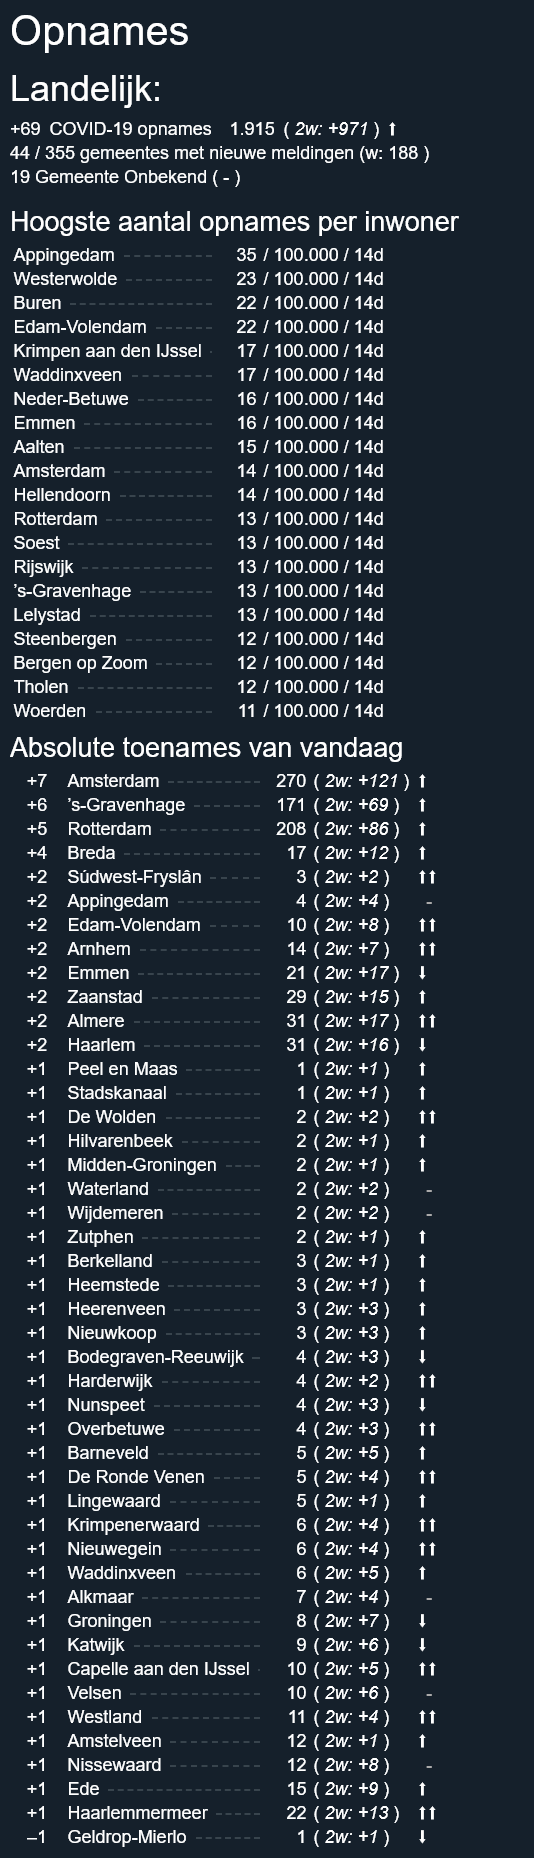 Opnames
Landelijk:
+69 COVID-19 opnames 1.915 ( 2w: +971 ) ⬆
44 / 355 gemeentes met nieuwe meldingen (w: 188 )
19 Gemeente Onbekend ( - )
Hoogste aantal opnames per inwoner
Appingedam 35 / 100.000 / 14d
Westerwolde 23 / 100.000 / 14d
Buren 22 / 100.000 / 14d
Edam-Volendam 22 / 100.000 / 14d
Krimpen aan den IJssel 17 / 100.000 / 14d
Waddinxveen 17 / 100.000 / 14d
Neder-Betuwe 16 / 100.000 / 14d
Emmen 16 / 100.000 / 14d
Aalten 15 / 100.000 / 14d
Amsterdam 14 / 100.000 / 14d
Hellendoorn 14 / 100.000 / 14d
Rotterdam 13 / 100.000 / 14d
Soest 13 / 100.000 / 14d
Rijswijk 13 / 100.000 / 14d
's-Gravenhage 13 / 100.000 / 14d
Lelystad 13 / 100.000 / 14d
Steenbergen 12 / 100.000 / 14d
Bergen op Zoom 12 / 100.000 / 14d
Tholen 12 / 100.000 / 14d
Woerden 11 / 100.000 / 14d
Absolute toenames van vandaag
+7 Amsterdam 270 ( 2w: +121 ) ⬆
+6 's-Gravenhage 171 ( 2w: +69 ) ⬆
+5 Rotterdam 208 ( 2w: +86 ) ⬆
+4 Breda 17 ( 2w: +12 ) ⬆
+2 Súdwest-Fryslân 3 ( 2w: +2 ) ⬆⬆
+2 Appingedam 4 ( 2w: +4 ) -
+2 Edam-Volendam 10 ( 2w: +8 ) ⬆⬆
+2 Arnhem 14 ( 2w: +7 ) ⬆⬆
+2 Emmen 21 ( 2w: +17 ) ⬇
+2 Zaanstad 29 ( 2w: +15 ) ⬆
+2 Almere 31 ( 2w: +17 ) ⬆⬆
+2 Haarlem 31 ( 2w: +16 ) ⬇
+1 Peel en Maas 1 ( 2w: +1 ) ⬆
+1 Stadskanaal 1 ( 2w: +1 ) ⬆
+1 De Wolden 2 ( 2w: +2 ) ⬆⬆
+1 Hilvarenbeek 2 ( 2w: +1 ) ⬆
+1 Midden-Groningen 2 ( 2w: +1 ) ⬆
+1 Waterland 2 ( 2w: +2 ) -
+1 Wijdemeren 2 ( 2w: +2 ) -
+1 Zutphen 2 ( 2w: +1 ) ⬆
+1 Berkelland 3 ( 2w: +1 ) ⬆
+1 Heemstede 3 ( 2w: +1 ) ⬆
+1 Heerenveen 3 ( 2w: +3 ) ⬆
+1 Nieuwkoop 3 ( 2w: +3 ) ⬆
+1 Bodegraven-Reeuwijk 4 ( 2w: +3 ) ⬇
+1 Harderwijk 4 ( 2w: +2 ) ⬆⬆
+1 Nunspeet 4 ( 2w: +3 ) ⬇
+1 Overbetuwe 4 ( 2w: +3 ) ⬆⬆
+1 Barneveld 5 ( 2w: +5 ) ⬆
+1 De Ronde Venen 5 ( 2w: +4 ) ⬆⬆
+1 Lingewaard 5 ( 2w: +1 ) ⬆
+1 Krimpenerwaard 6 ( 2w: +4 ) ⬆⬆
+1 Nieuwegein 6 ( 2w: +4 ) ⬆⬆
+1 Waddinxveen 6 ( 2w: +5 ) ⬆
+1 Alkmaar 7 ( 2w: +4 ) -
+1 Groningen 8 ( 2w: +7 ) ⬇
+1 Katwijk 9 ( 2w: +6 ) ⬇
+1 Capelle aan den IJssel 10 ( 2w: +5 ) ⬆⬆
+1 Velsen 10 ( 2w: +6 ) -
+1 Westland 11 ( 2w: +4 ) ⬆⬆
+1 Amstelveen 12 ( 2w: +1 ) ⬆
+1 Nissewaard 12 ( 2w: +8 ) -
+1 Ede 15 ( 2w: +9 ) ⬆
+1 Haarlemmermeer 22 ( 2w: +13 ) ⬆⬆
–1 Geldrop-Mierlo 1 ( 2w: +1 ) ⬇